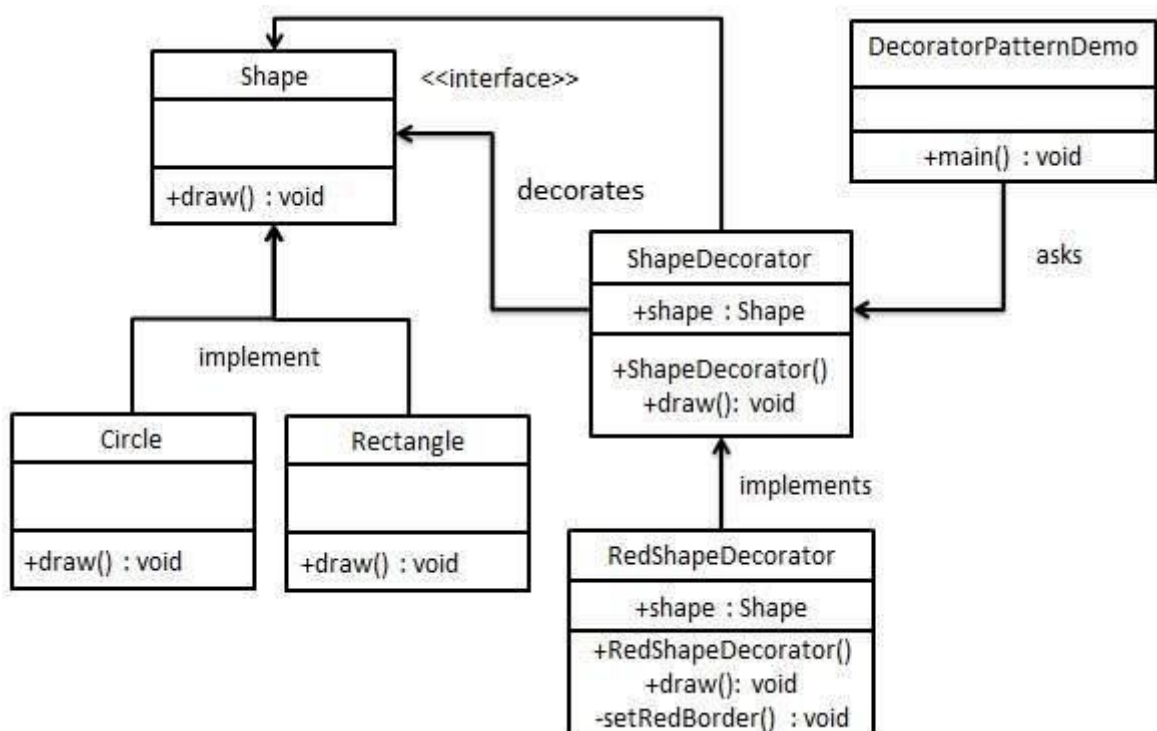 Shape
+draw() : void
<<interface>>
decorates
DecoratorPatternDemo
+main() : void
asks
ShapeDecorator
+shape : Shape
+ShapeDecorator()
+draw(): void
implement
Circle
+draw() : void
Rectangle
+draw() : void
implements
RedShapeDecorator
+shape : Shape
+RedShapeDecorator()
+draw(): void
-setRedBorder() : void